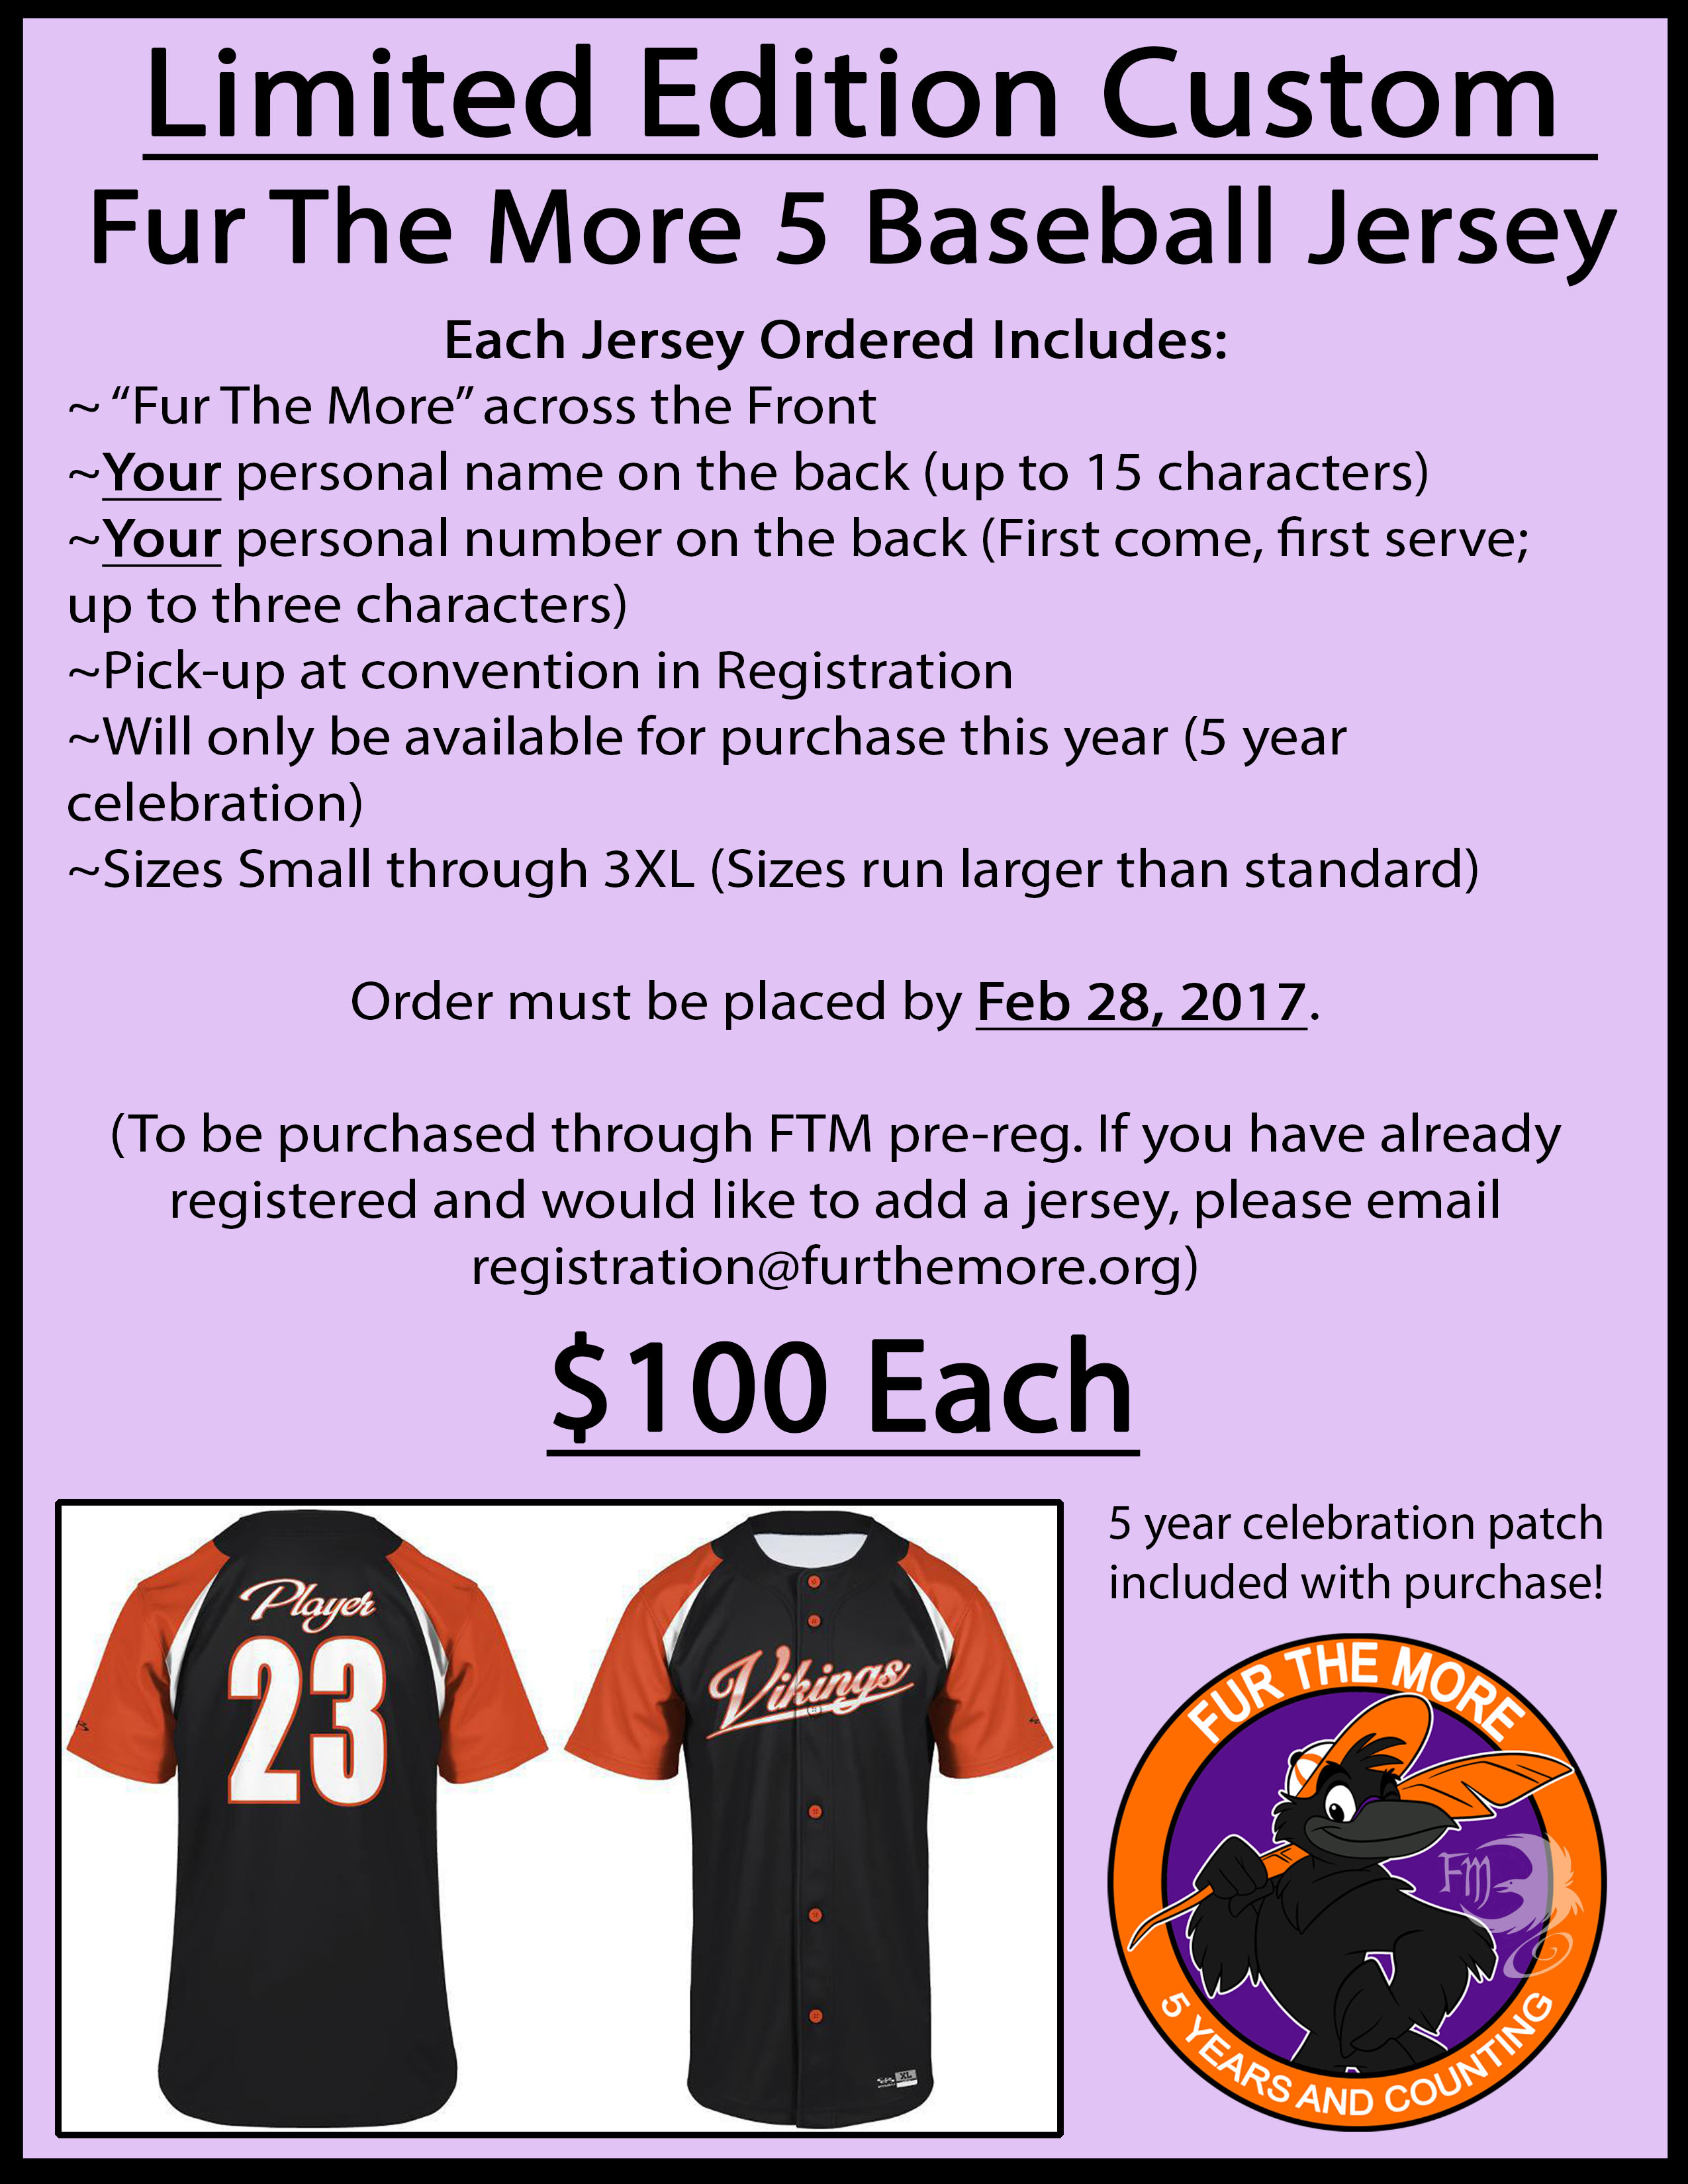 Limited Edition Custom
Fur The More 5 Baseball Jersey
Each Jersey Ordered Includes:
~ “Fur The More” across the Front
~Your personal name on the back (up to 15 characters)
~Your personal number on the back (First come, first serve;
up to three characters)
~Pick-up at convention in Registration
~Will only be available for purchase this year (5 year
celebration)
~Sizes Small through 3XL (Sizes run larger than standard)
Order must be placed by Feb 28, 2017.
(To be purchased through FTM pre-reg. If you have already
registered and would like to add a jersey, please email
registration@furthemore.org)
$100 Each
Player
23
Vikings
XL
5 year celebration patch
included with purchase!
FUR THE MORE
FM
5 YEARS AND COUNTING